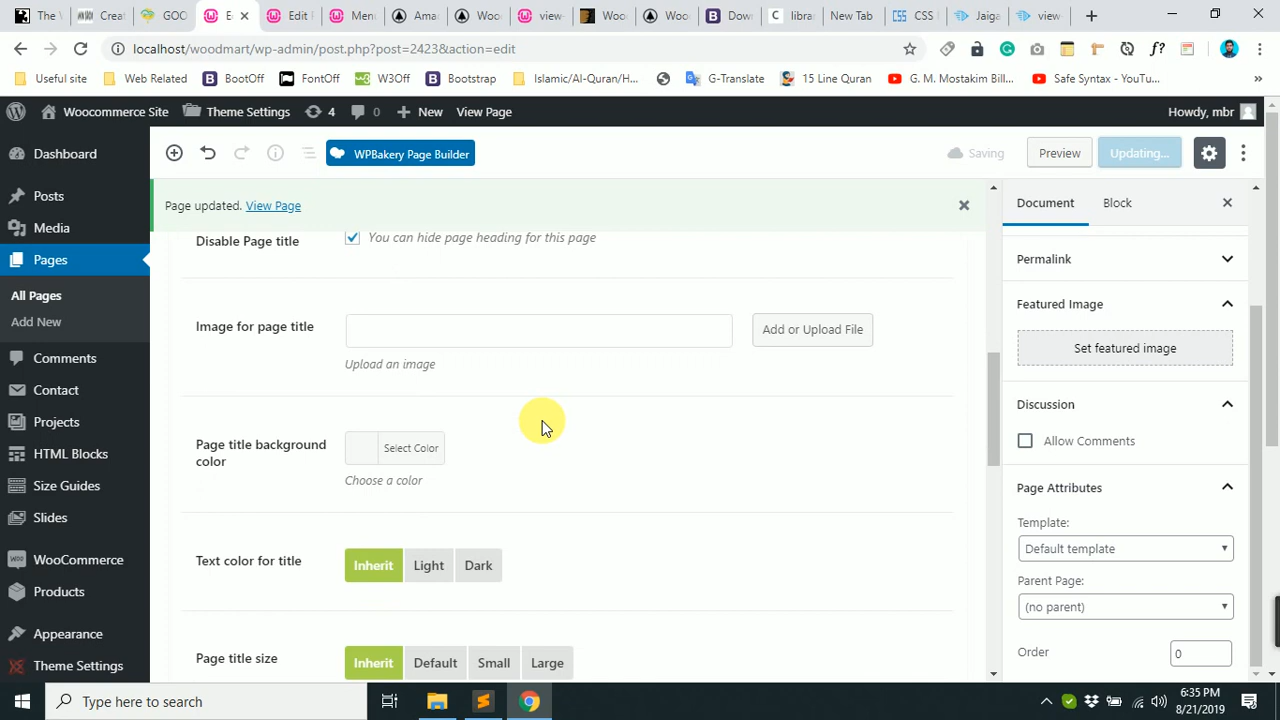 The \
Creat
GOC
E
Edit F
Men
Ama
Woo
view-
Woo
Woo
Dow
libra
New Tab
CSS
Jaiga
view
localhost/woodmart/wp-admin/post.php?post=2423&action=edit
Useful site
Web Related
BootOff
FontOff
W3Off
Bootstrap
Islamic/Al-Quran/H...
G-Translate
15 Line Quran
G. M. Mostakim Bill...
Safe Syntax - YouTu...
»
Woocommerce Site
Theme Settings
4
0
New
View Page
Howdy, mbr
Dashboard
WPBakery Page Builder
Saving
Preview
Updating...
Posts
Page updated. View Page
Document
Block
Media
Disable Page title
You can hide page heading for this page
Pages
Permalink
All Pages
Featured Image
Add New
Image for page title
Add or Upload File
Set featured image
Comments
Upload an image
Contact
Discussion
Projects
Allow Comments
Page title background
color
Select Color
HTML Blocks
Choose a color
Size Guides
Page Attributes
Slides
Template:
Default template
WooCommerce
Text color for title
Inherit
Light
Dark
Parent Page:
Products
(no parent)
Appearance
Order
0
Theme Settings
Page title size
Inherit
Default
Small
Large
Type here to search
6:35 PM
8/21/2019